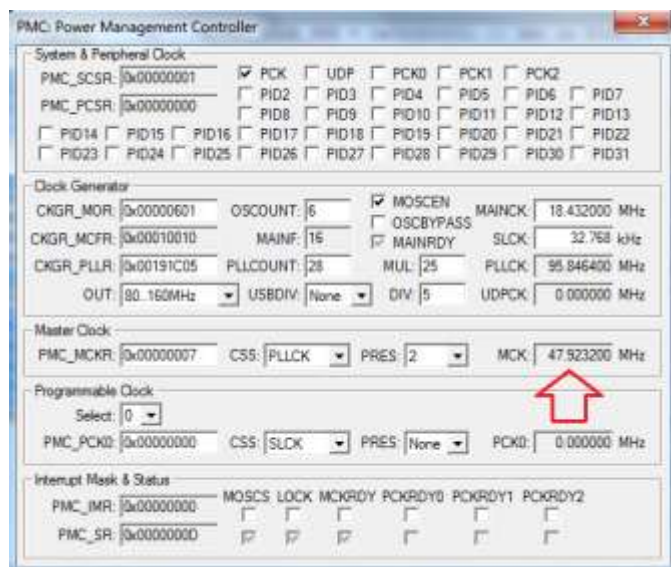 PMC: Power Management Controller
System & Peripheral Clock
PMC_SCSR: 0x00000001 PCK UDP PCK0 PCK1 PCK2
PMC_PCSR: 0x00000000 PID2 PID3 PID4 PID5 PID6 PID7
PID8 PID9 PID10 PID11 PID12 PID13
PID14 PID15 PID16 PID17 PID18 PID19 PID20 PID21 PID22
PID23 PID24 PID25 PID26 PID27 PID28 PID29 PID30 PID31
Clock Generator
CKGR_MOR: 0x00000601 OSCOUNT: 6 MOSCEN MAINCK: 18.432000 MHz
OSCBYPASS
CKGR_MCFR: 0x00010010 MAINF: 16 MAINRDY SLCK: 32.768 kHz
CKGR_PLLR: 0x00191C05 PLLCOUNT: 28 MUL: 25 PLLCK: 95.846400 MHz
OUT: 80..160MHz USBDIV: None DIV: 5 UDPCK: 0.000000 MHz
Master Clock
PMC_MCKR: 0x00000007 CSS: PLLCK PRES: 2 MCK: 47.923200 MHz
Programmable Clock
Select: 0
PMC_PCK0: 0x00000000 CSS: SLCK PRES: None PCK0: 0.000000 MHz
Interrupt Mask & Status
MOSCS LOCK MCKRDY PCKRDY0 PCKRDY1 PCKRDY2
PMC_IMR: 0x00000000
PMC_SR: 0x0000000D